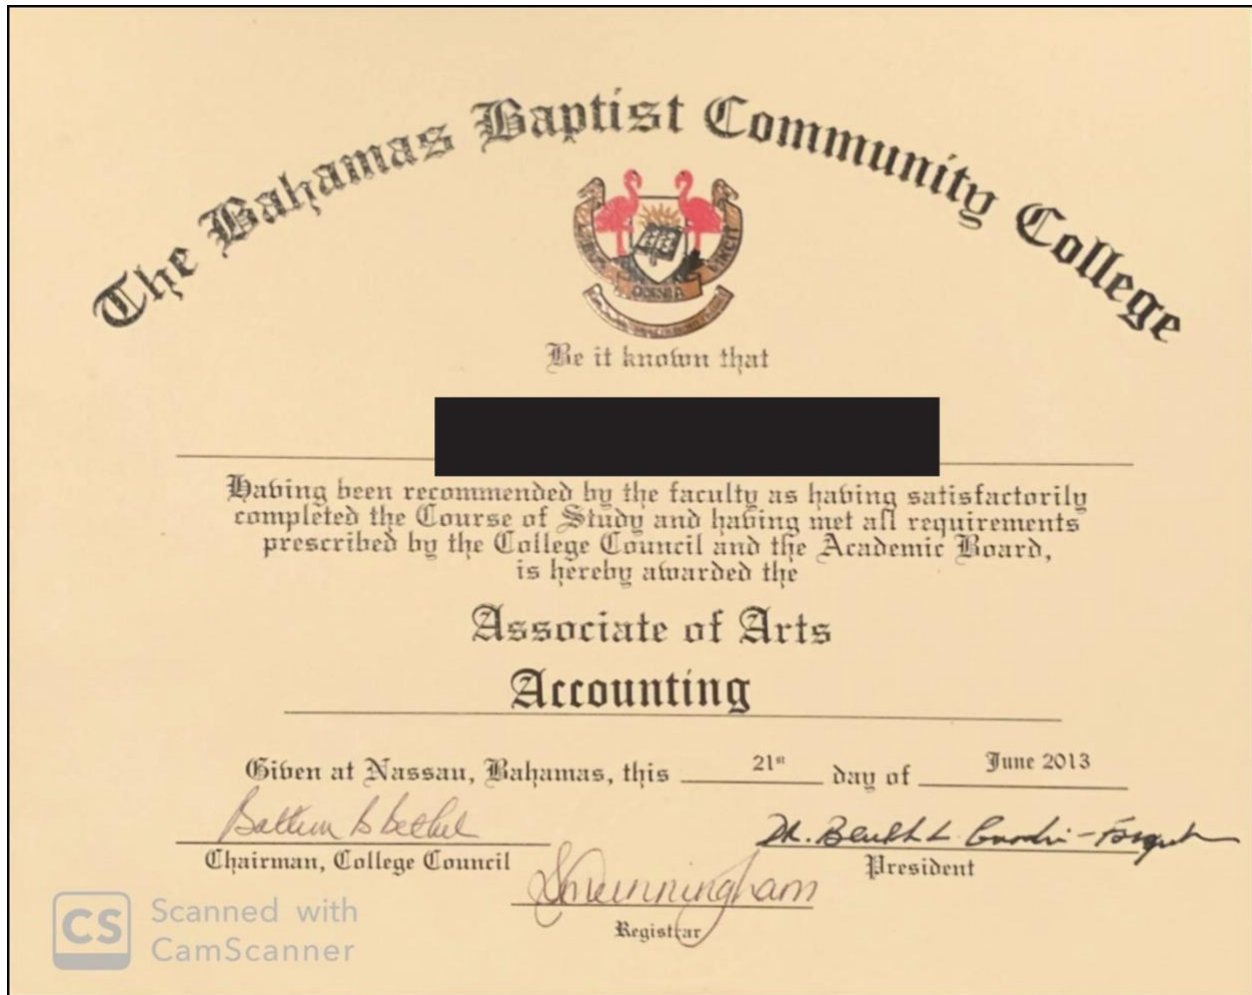 The Bahamas Baptist Community College
Be it known that
Having been recommended by the faculty as having satisfactorily
completed the Course of Study and having met all requirements
prescribed by the College Council and the Academic Board,
is hereby awarded the
Associate of Arts
Accounting
Given at Nassau, Bahamas, this 21st day of June 2013
Chairman, College Council
Dr.
President
Cunningham
Registrar
CS Scanned with
CamScanner